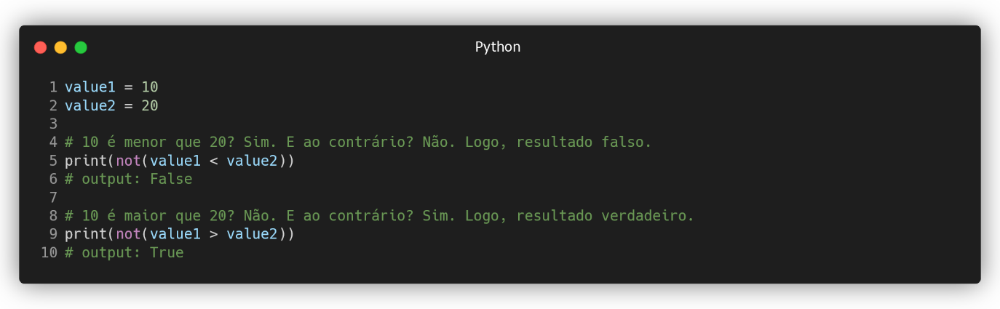 Python
1 value1 = 10
2 value2 = 20
3
4 # 10 é menor que 20? Sim. E ao contrário? Não. Logo, resultado falso.
5 print(not(value1 < value2))
6 # output: False
7
8 # 10 é maior que 20? Não. E ao contrário? Sim. Logo, resultado verdadeiro.
9 print(not(value1 > value2))
10 # output: True